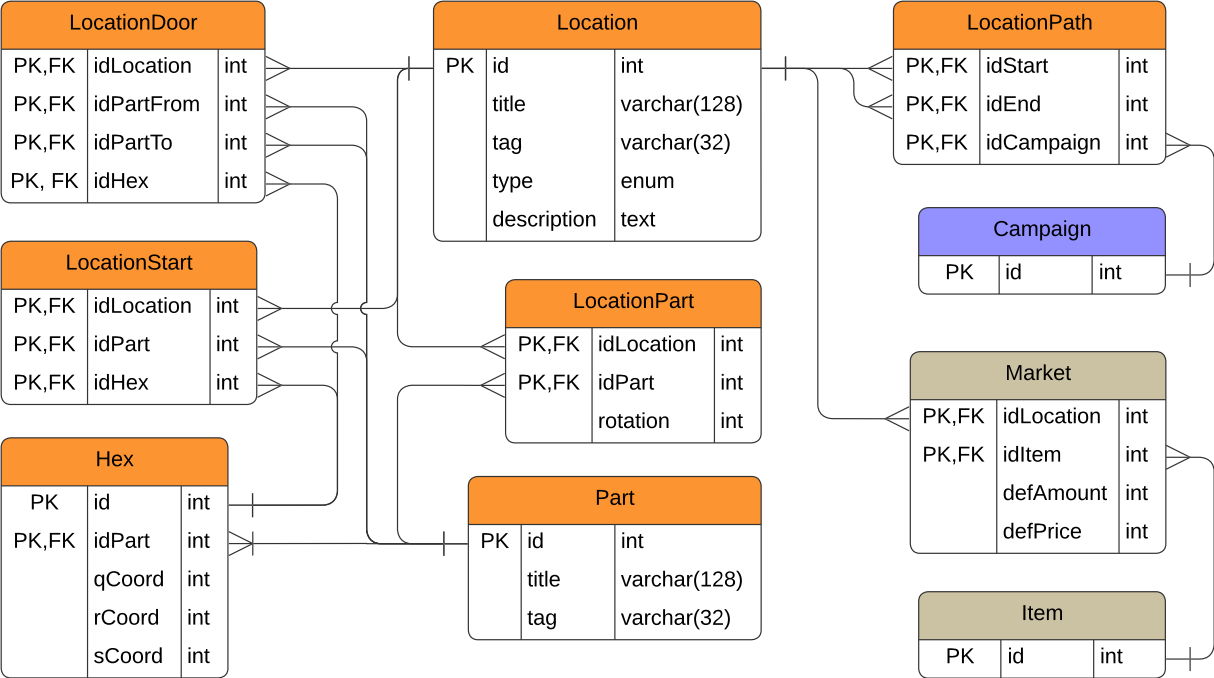 LocationDoor
PK,FK idLocation int
PK,FK idPartFrom int
PK,FK idPartTo int
PK, FK idHex int
Location
PK id int
title varchar(128)
tag varchar(32)
type enum
description text
LocationPath
PK,FK idStart int
PK,FK idEnd int
PK,FK idCampaign int
Campaign
PK id int
LocationStart
PK,FK idLocation int
PK,FK idPart int
PK,FK idHex int
LocationPart
PK,FK idLocation int
PK,FK idPart int
rotation int
Market
PK,FK idLocation int
PK,FK idItem int
defAmount int
defPrice int
Hex
PK id int
PK,FK idPart int
qCoord int
rCoord int
sCoord int
Part
PK id int
title varchar(128)
tag varchar(32)
Item
PK id int